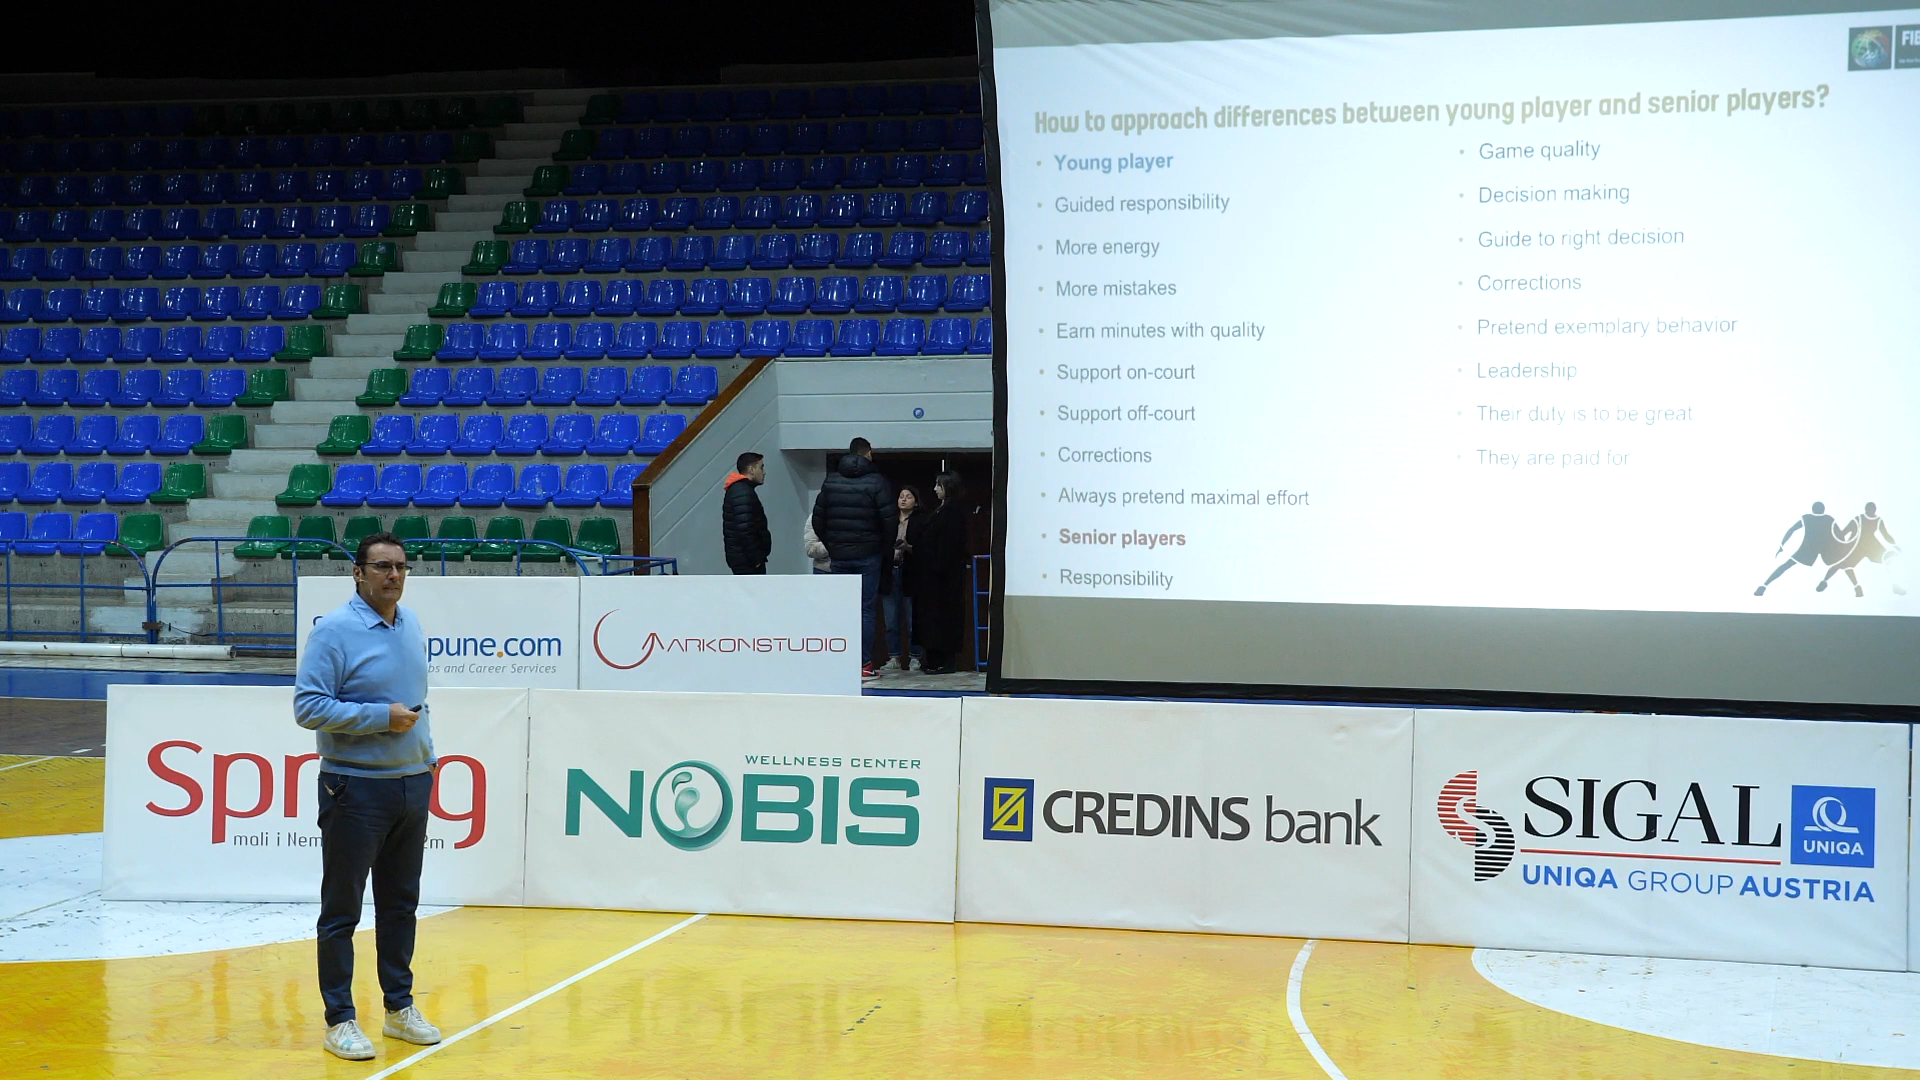 How to approach differences between young player and senior players?
Young player
Guided responsibility
More energy
More mistakes
Earn minutes with quality
Support on-court
Support off-court
Corrections
Always pretend maximal effort
Senior players
Responsibility
Game quality
Decision making
Guide to right decision
Corrections
Pretend exemplary behavior
Leadership
Their duty is to be great
They are paid for
pune.com
bs and Career Services
ARKONSTUDIO
Spr g
mali i Nem
WELLNESS CENTER
NOBIS
CREDINS bank
SIGAL
UNIQA
UNIQA GROUP AUSTRIA